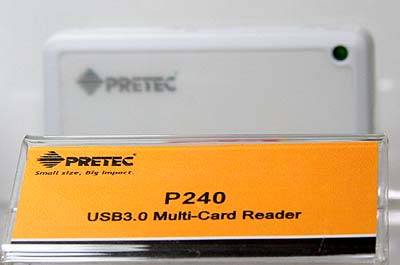 PRETEC
PRETEC
Small size, Big impact.
P240
USB3.0 Multi-Card Reader